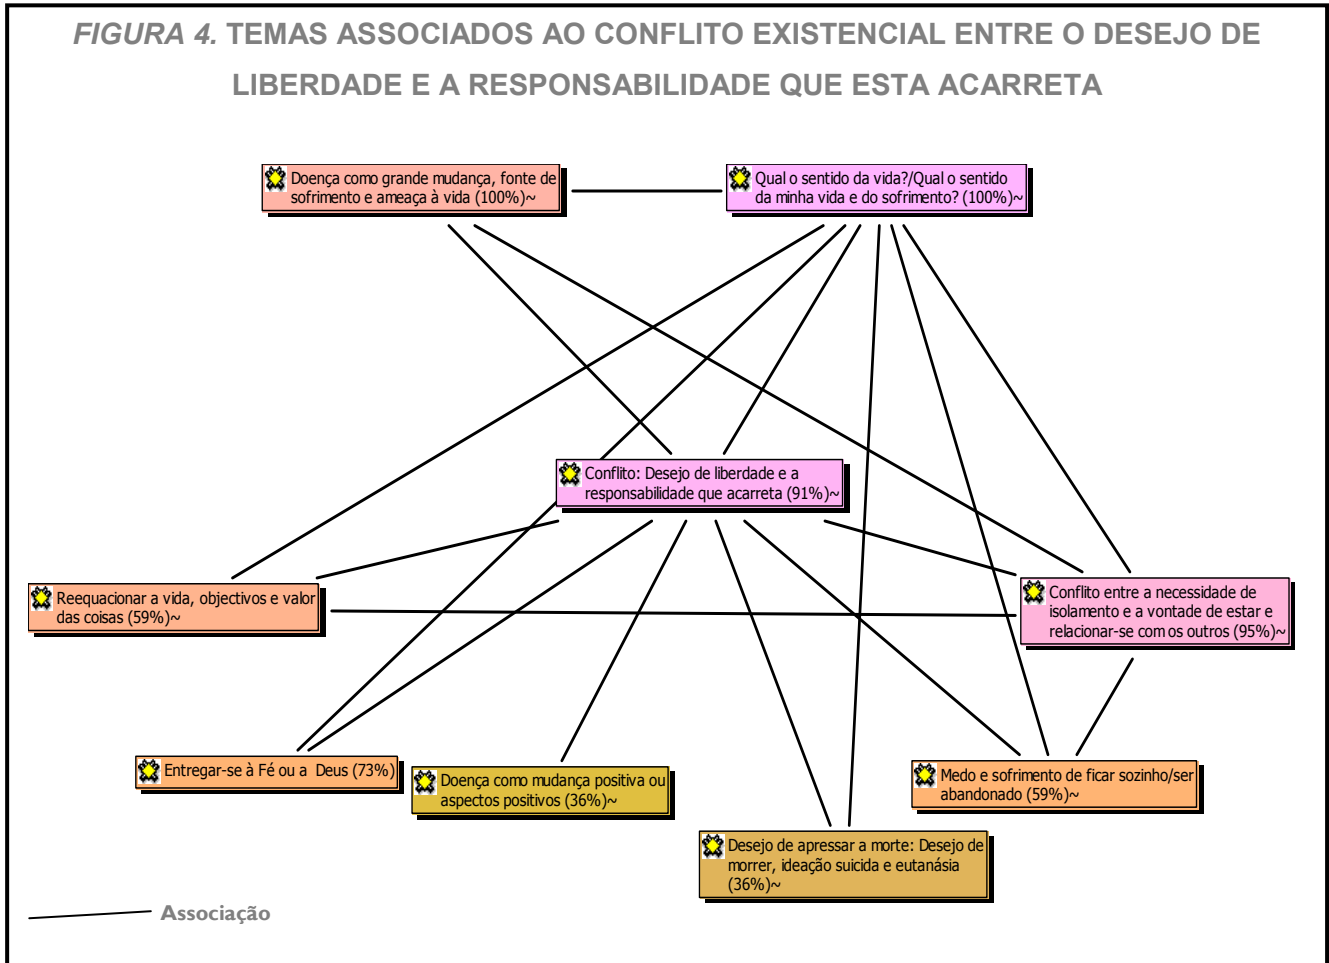 FIGURA 4. TEMAS ASSOCIADOS AO CONFLITO EXISTENCIAL ENTRE O DESEJO DE
LIBERDADE E A RESPONSABILIDADE QUE ESTA ACARRETA
Doença como grande mudança, fonte de
sofrimento e ameaça à vida (100%)~
Qual o sentido da vida?/Qual o sentido
da minha vida e do sofrimento? (100%)~
Conflito: Desejo de liberdade e a
responsabilidade que acarreta (91%)~
Reequacionar a vida, objectivos e valor
das coisas (59%)~
Conflito entre a necessidade de
isolamento e a vontade de estar e
relacionar-se com os outros (95%)~
Entregar-se à Fé ou a Deus (73%)
Doença como mudança positiva ou
aspectos positivos (36%)~
Medo e sofrimento de ficar sozinho/ser
abandonado (59%)~
Desejo de apressar a morte: Desejo de
morrer, ideação suicida e eutanásia
(36%)~
Associação